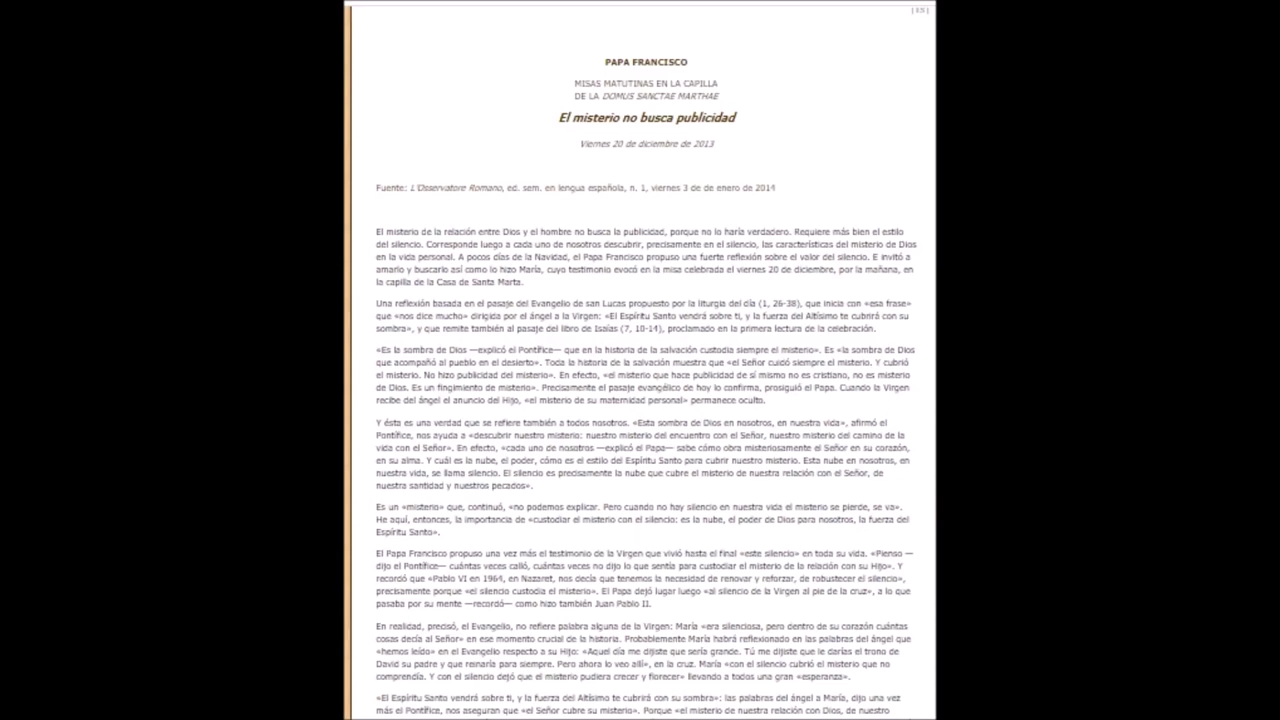 [ES]
PAPA FRANCISCO
MISAS MATUTINAS EN LA CAPILLA
DE LA DOMUS SANCTAE MARTHAE
El misterio no busca publicidad
Viernes 20 de diciembre de 2013
Fuente: L'Osservatore Romano, ed. sem. en lengua española, n. 1, viernes 3 de de enero de 2014
El misterio de la relación entre Dios y el hombre no busca la publicidad, porque no lo haría verdadero. Requiere más bien el estilo
del silencio. Corresponde luego a cada uno de nosotros descubrir, precisamente en el silencio, las características del misterio de Dios
en la vida personal. A pocos días de la Navidad, el Papa Francisco propuso una fuerte reflexión sobre el valor del silencio. E invitó a
amarlo y buscarlo así como lo hizo María, cuyo testimonio evocó en la misa celebrada el viernes 20 de diciembre, por la mañana, en
la capilla de la Casa de Santa Marta.
Una reflexión basada en el pasaje del Evangelio de san Lucas propuesto por la liturgia del día (1, 26-38), que inicia con «esa frase»
que «nos dice mucho» dirigida por el ángel a la Virgen: «El Espíritu Santo vendrá sobre ti, y la fuerza del Altísimo te cubrirá con su
sombra», y que remite también al pasaje del libro de Isaías (7, 10-14), proclamado en la primera lectura de la celebración.
«Es la sombra de Dios —explicó el Pontífice— que en la historia de la salvación custodia siempre el misterio». Es «la sombra de Dios
que acompañó al pueblo en el desierto». Toda la historia de la salvación muestra que «el Señor cuidó siempre el misterio. Y cubrió
el misterio. No hizo publicidad del misterio». En efecto, «el misterio que hace publicidad de sí mismo no es cristiano, no es misterio
de Dios. Es un fingimiento de misterio». Precisamente el pasaje evangélico de hoy lo confirma, prosiguió el Papa. Cuando la Virgen
recibe del ángel el anuncio del Hijo, «el misterio de su maternidad personal» permanece oculto.
Y ésta es una verdad que se refiere también a todos nosotros. «Esta sombra de Dios en nosotros, en nuestra vida», afirmó el
Pontífice, nos ayuda a «descubrir nuestro misterio: nuestro misterio del encuentro con el Señor, nuestro misterio del camino de la
vida con el Señor». En efecto, «cada uno de nosotros —explicó el Papa— sabe cómo obra misteriosamente el Señor en su corazón,
en su alma. Y cuál es la nube, el poder, cómo es el estilo del Espíritu Santo para cubrir nuestro misterio. Esta nube en nosotros, en
nuestra vida, se llama silencio. El silencio es precisamente la nube que cubre el misterio de nuestra relación con el Señor, de
nuestra santidad y nuestros pecados».
Es un «misterio» que, continuó, «no podemos explicar. Pero cuando no hay silencio en nuestra vida el misterio se pierde, se va».
He aquí, entonces, la importancia de «custodiar el misterio con el silencio: es la nube, el poder de Dios para nosotros, la fuerza del
Espíritu Santo».
El Papa Francisco propuso una vez más el testimonio de la Virgen que vivió hasta el final «este silencio» en toda su vida. «Pienso —
dijo el Pontífice— cuántas veces calló, cuántas veces no dijo lo que sentía para custodiar el misterio de la relación con su Hijo». Y
recordó que «Pablo VI en 1964, en Nazaret, nos decía que tenemos la necesidad de renovar y reforzar, de robustecer el silencio»,
precisamente porque «el silencio custodia el misterio». El Papa dejó lugar luego «al silencio de la Virgen al pie de la cruz», a lo que
pasaba por su mente —recordó— como hizo también Juan Pablo II.
En realidad, precisó, el Evangelio, no refiere palabra alguna de la Virgen: María «era silenciosa, pero dentro de su corazón cuántas
cosas decía al Señor» en ese momento crucial de la historia. Probablemente María habrá reflexionado en las palabras del ángel que
«hemos leído» en el Evangelio respecto a su Hijo: «Aquel día me dijiste que sería grande. Tú me dijiste que le darías el trono de
David su padre y que reinaría para siempre. Pero ahora lo veo allí», en la cruz. María «con el silencio cubrió el misterio que no
comprendía. Y con el silencio dejó que el misterio pudiera crecer y florecer» llevando a todos una gran «esperanza».
«El Espíritu Santo vendrá sobre ti, y la fuerza del Altísimo te cubrirá con su sombra»: las palabras del ángel a María, dijo una vez
más el Pontífice, nos aseguran que «el Señor cubre su misterio». Porque «el misterio de nuestra relación con Dios, de nuestro